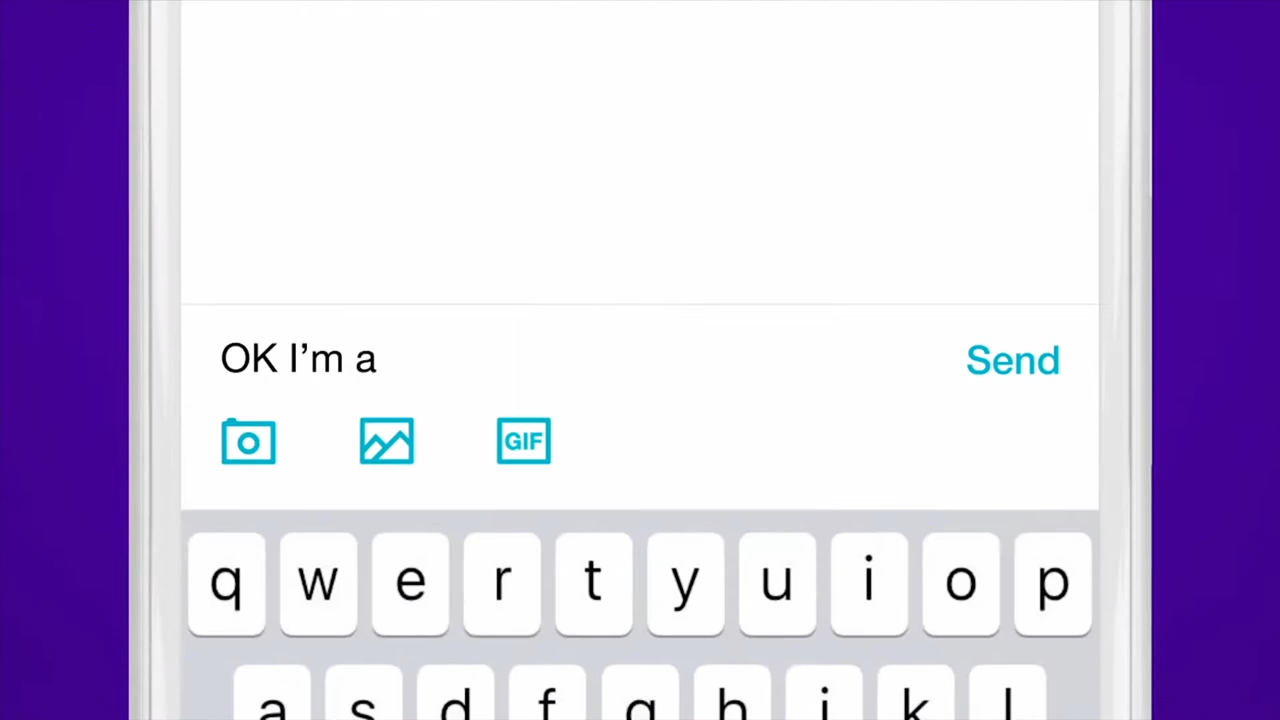 OK I’m a
Send
GIF
q w e r t y u i o p
a s d f g h j k l